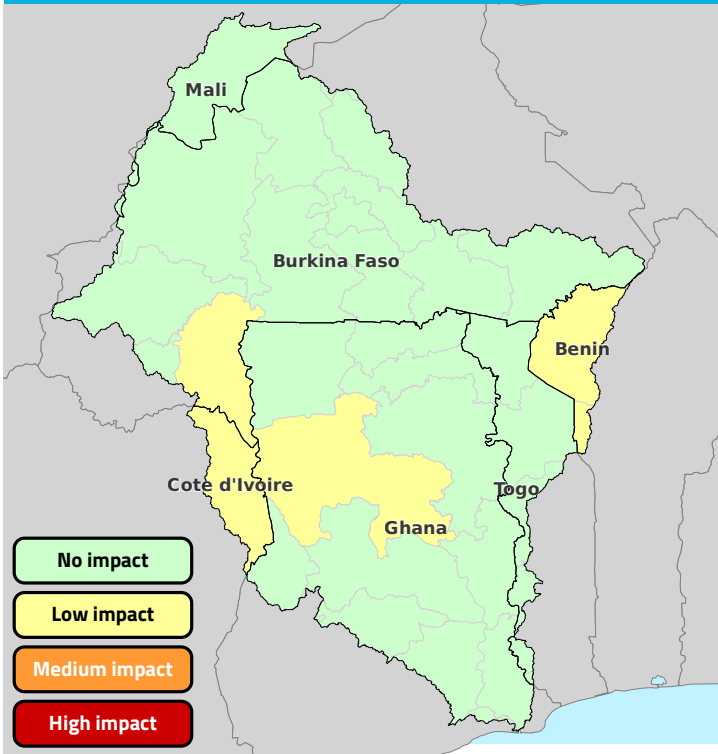 Mali
Burkina Faso
Benin
Cote d'Ivoire
Togo
Ghana
No impact
Low impact
Medium impact
High impact